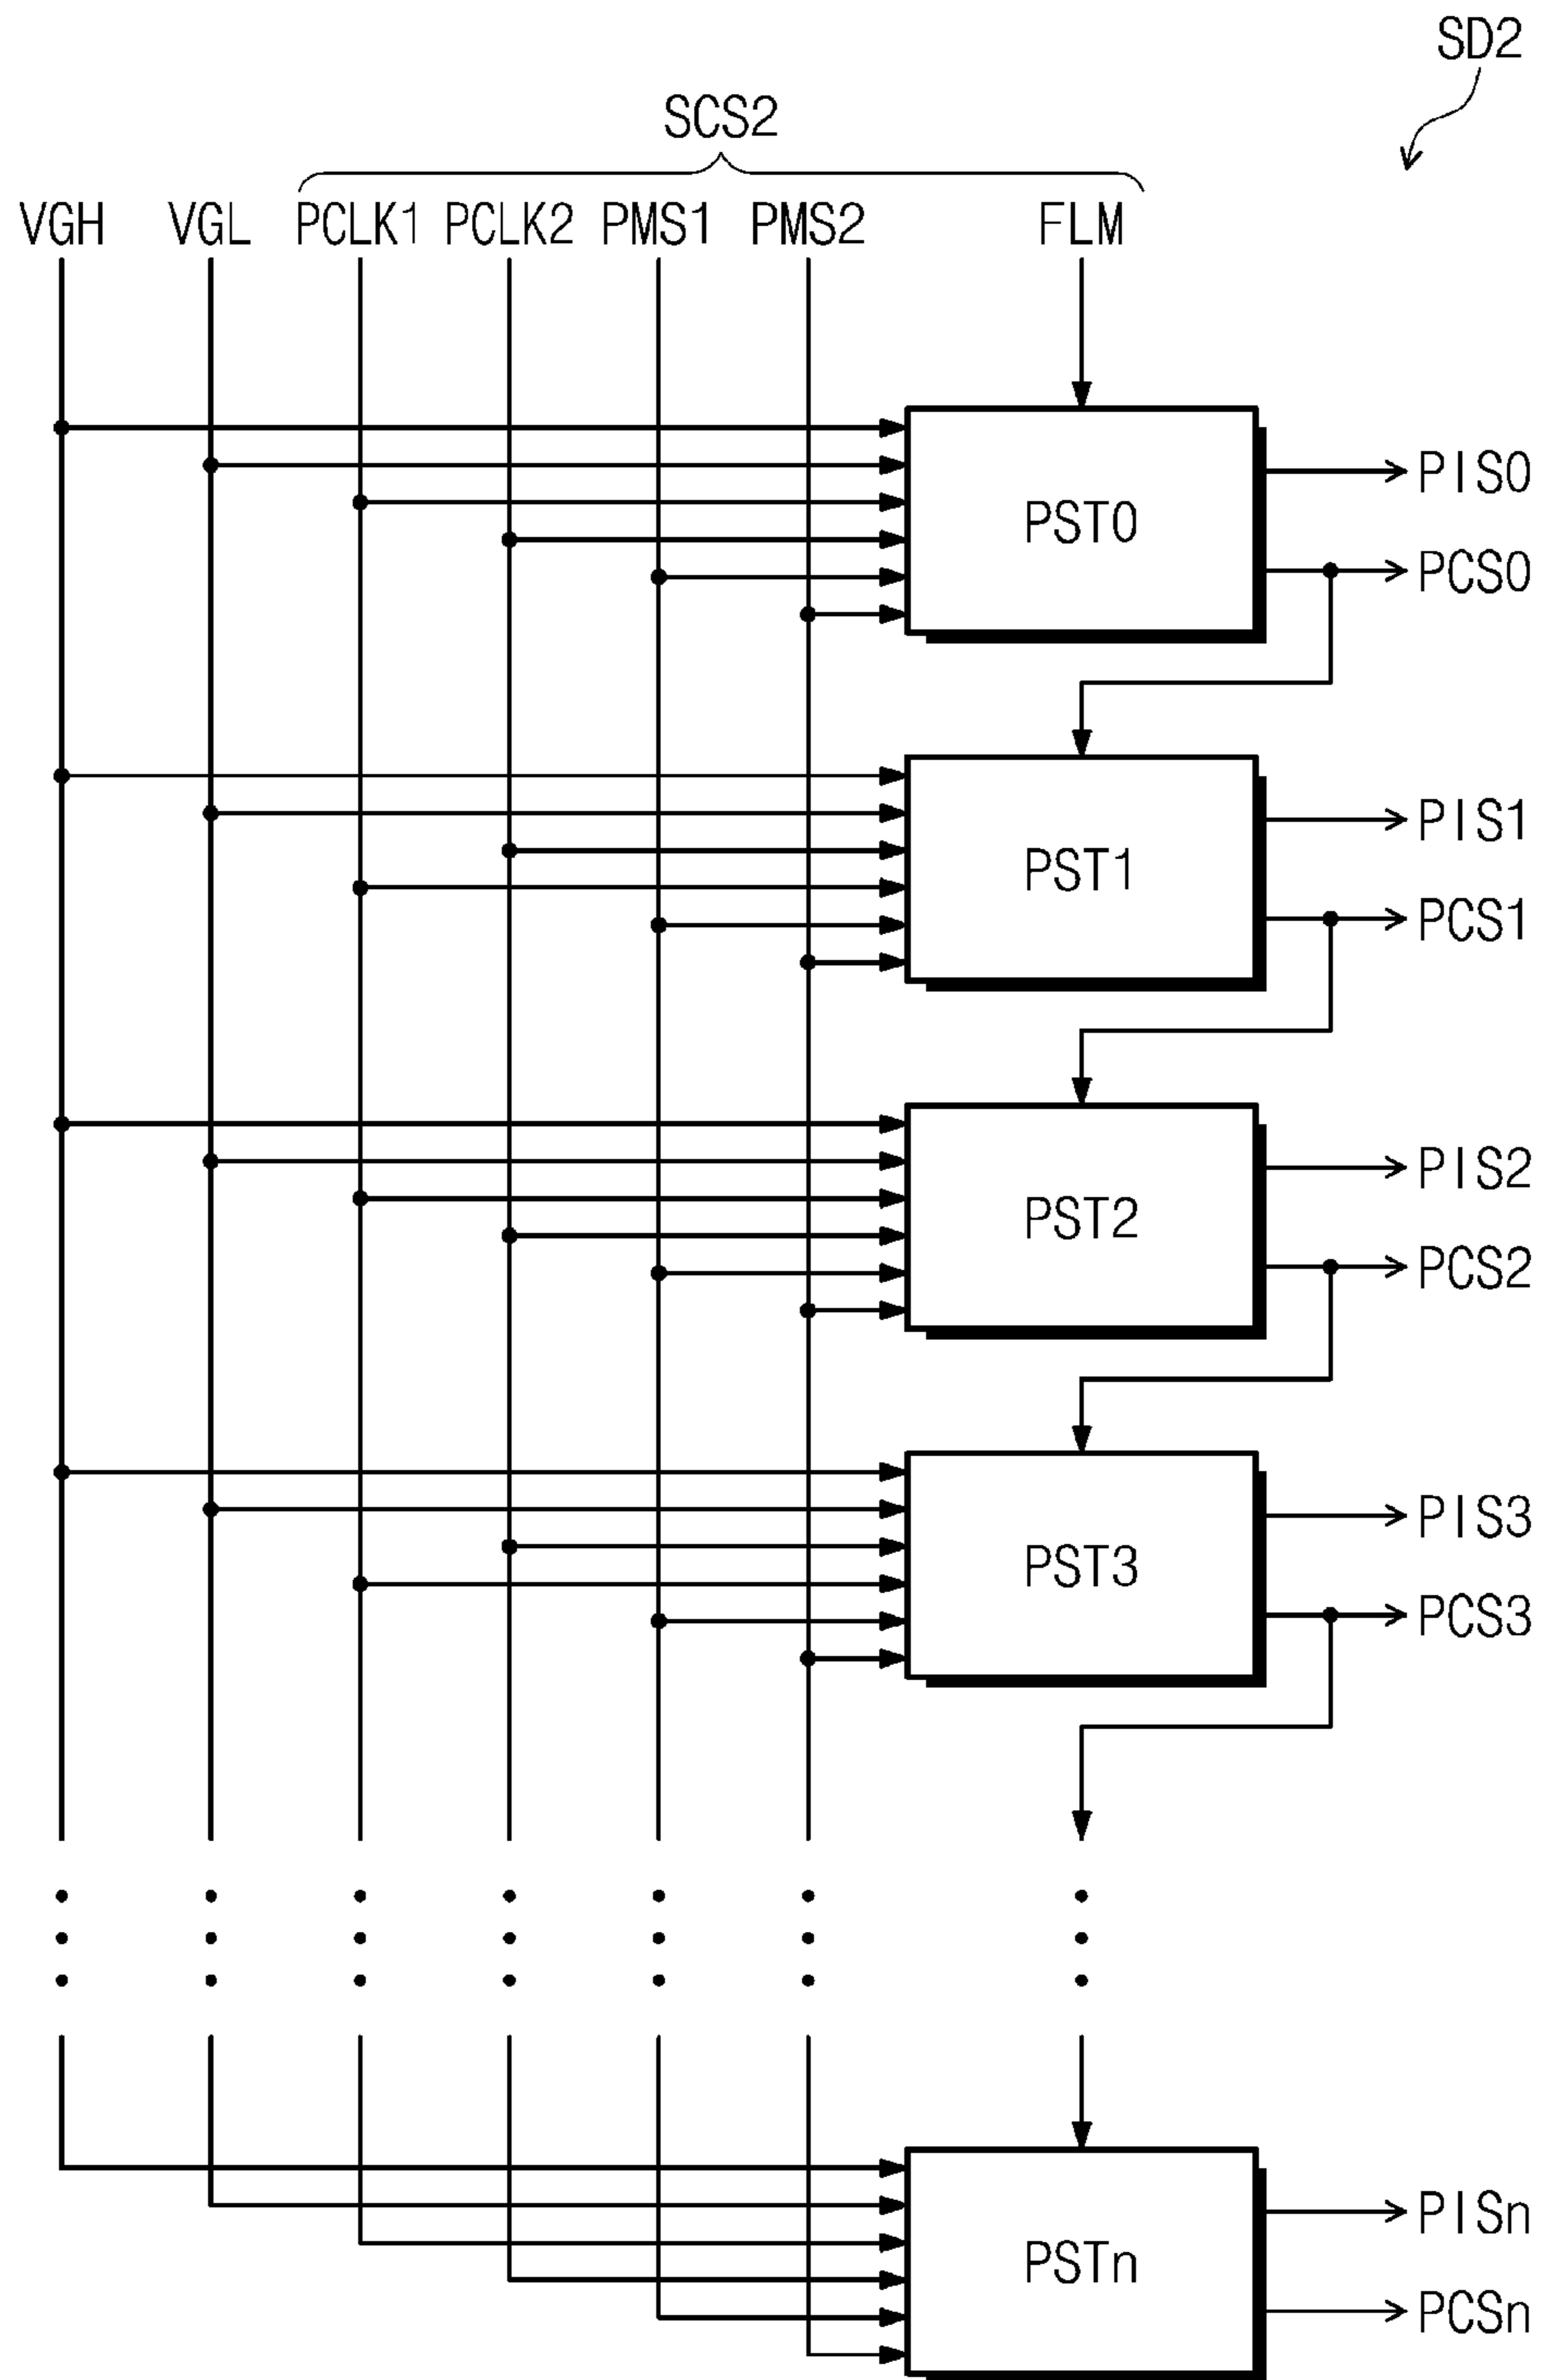 SD2
SCS2
VGH VGL PCLK1 PCLK2 PMS1 PMS2 FLM
PIS0
PST0
PCS0
PIS1
PST1
PCS1
PIS2
PST2
PCS2
PIS3
PST3
PCS3
PISn
PSTn
PCSn